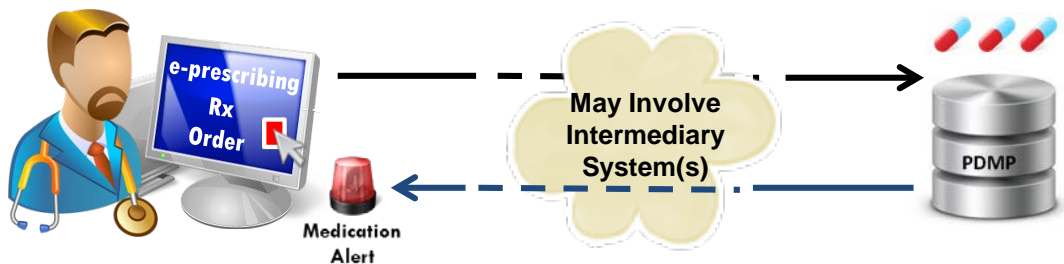 e-prescribing
Rx
Order
Medication
Alert
May Involve
Intermediary
System(s)
PDMP